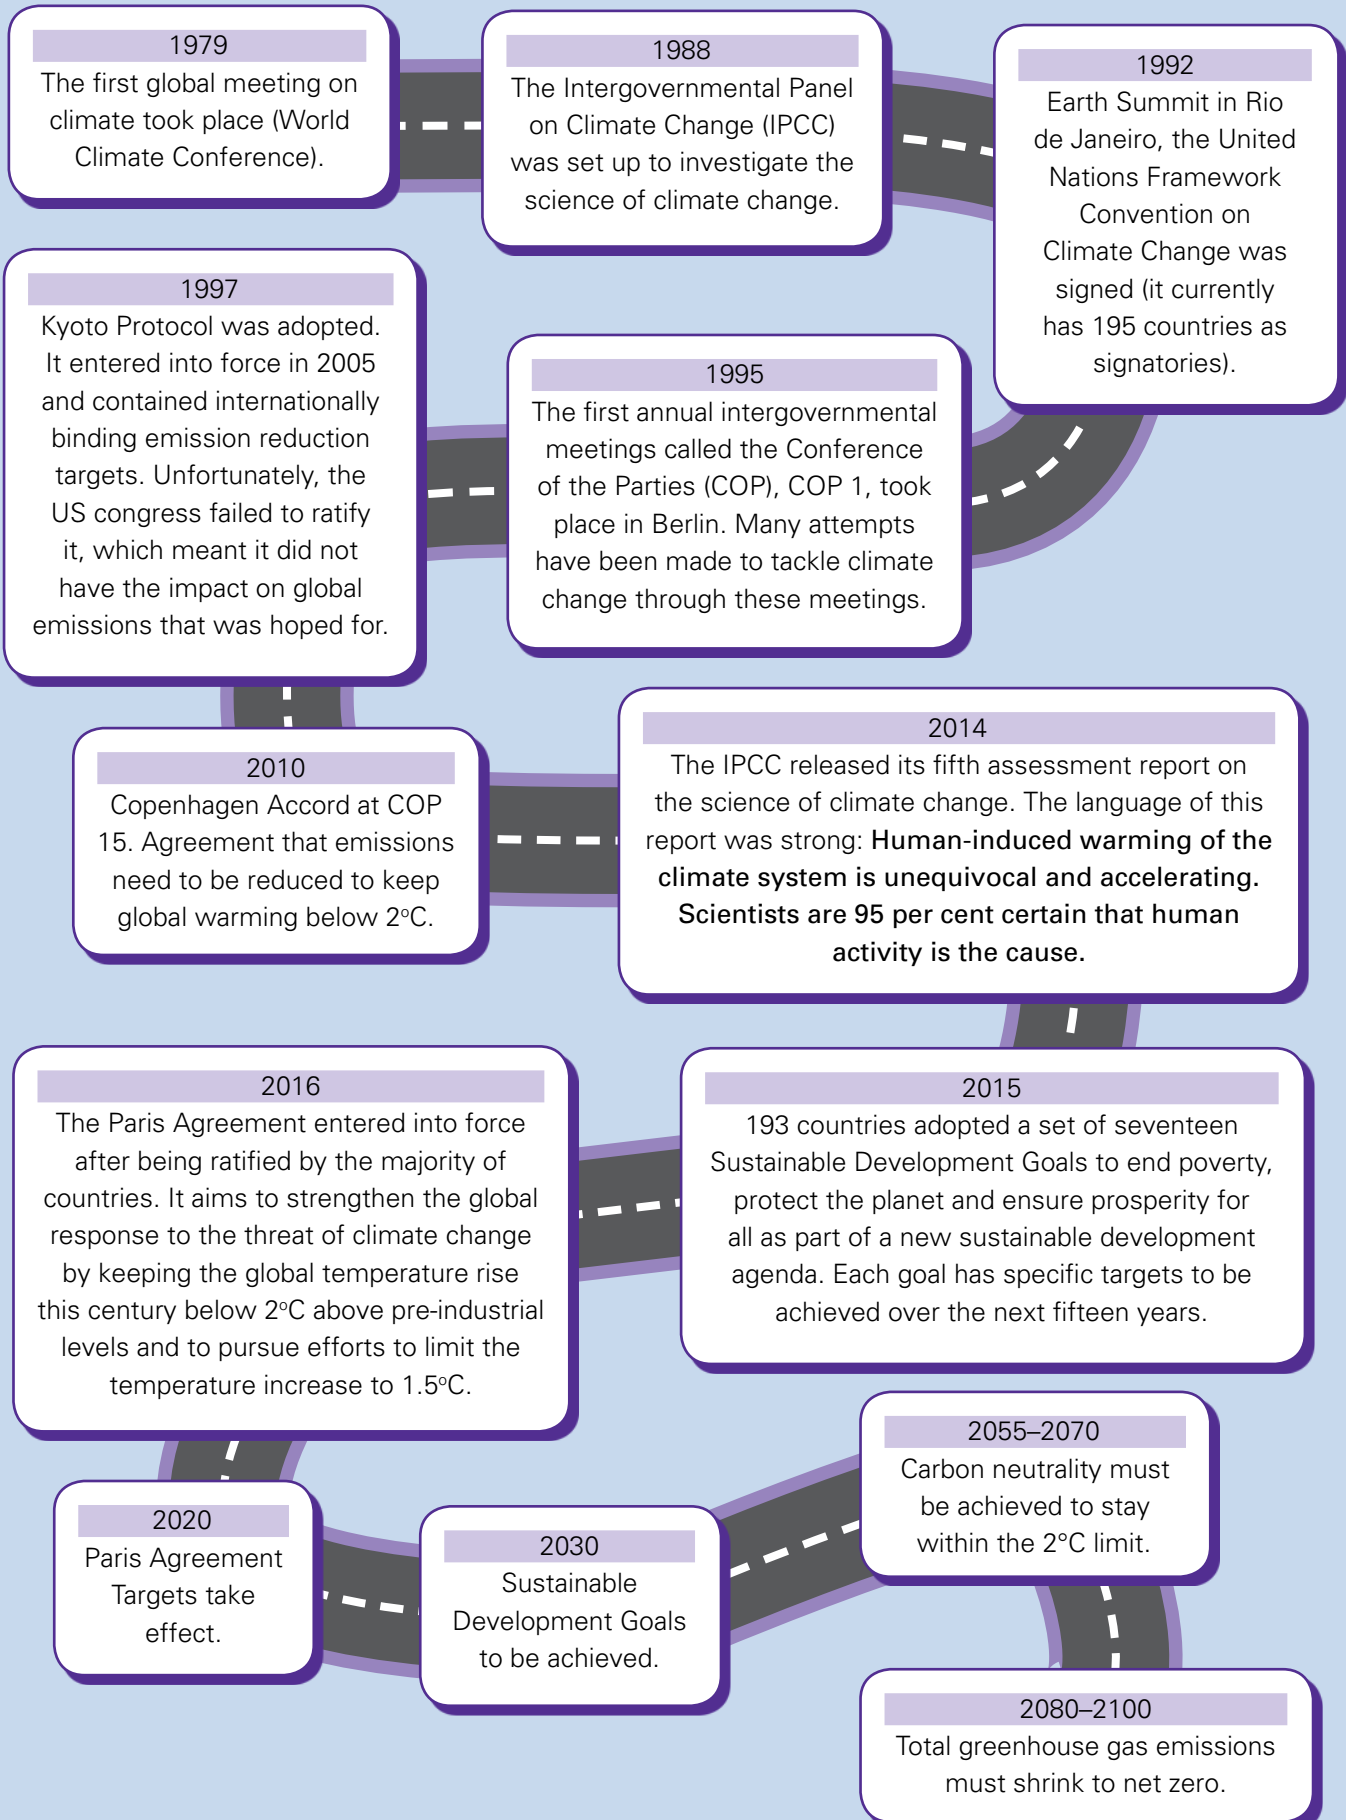 1979
The first global meeting on
climate took place (World
Climate Conference).
1988
The Intergovernmental Panel
on Climate Change (IPCC)
was set up to investigate the
science of climate change.
1992
Earth Summit in Rio
de Janeiro, the United
Nations Framework
Convention on
Climate Change was
signed (it currently
has 195 countries as
signatories).
1995
The first annual intergovernmental
meetings called the Conference
of the Parties (COP), COP 1, took
place in Berlin. Many attempts
have been made to tackle climate
change through these meetings.
1997
Kyoto Protocol was adopted.
It entered into force in 2005
and contained internationally
binding emission reduction
targets. Unfortunately, the
US congress failed to ratify
it, which meant it did not
have the impact on global
emissions that was hoped for.
2010
Copenhagen Accord at COP
15. Agreement that emissions
need to be reduced to keep
global warming below 2°C.
2014
The IPCC released its fifth assessment report on
the science of climate change. The language of this
report was strong: Human-induced warming of the
climate system is unequivocal and accelerating.
Scientists are 95 per cent certain that human
activity is the cause.
2015
193 countries adopted a set of seventeen
Sustainable Development Goals to end poverty,
protect the planet and ensure prosperity for
all as part of a new sustainable development
agenda. Each goal has specific targets to be
achieved over the next fifteen years.
2016
The Paris Agreement entered into force
after being ratified by the majority of
countries. It aims to strengthen the global
response to the threat of climate change
by keeping the global temperature rise
this century below 2°C above pre-industrial
levels and to pursue efforts to limit the
temperature increase to 1.5°C.
2020
Paris Agreement
Targets take
effect.
2030
Sustainable
Development Goals
to be achieved.
2055–2070
Carbon neutrality must
be achieved to stay
within the 2°C limit.
2080–2100
Total greenhouse gas emissions
must shrink to net zero.